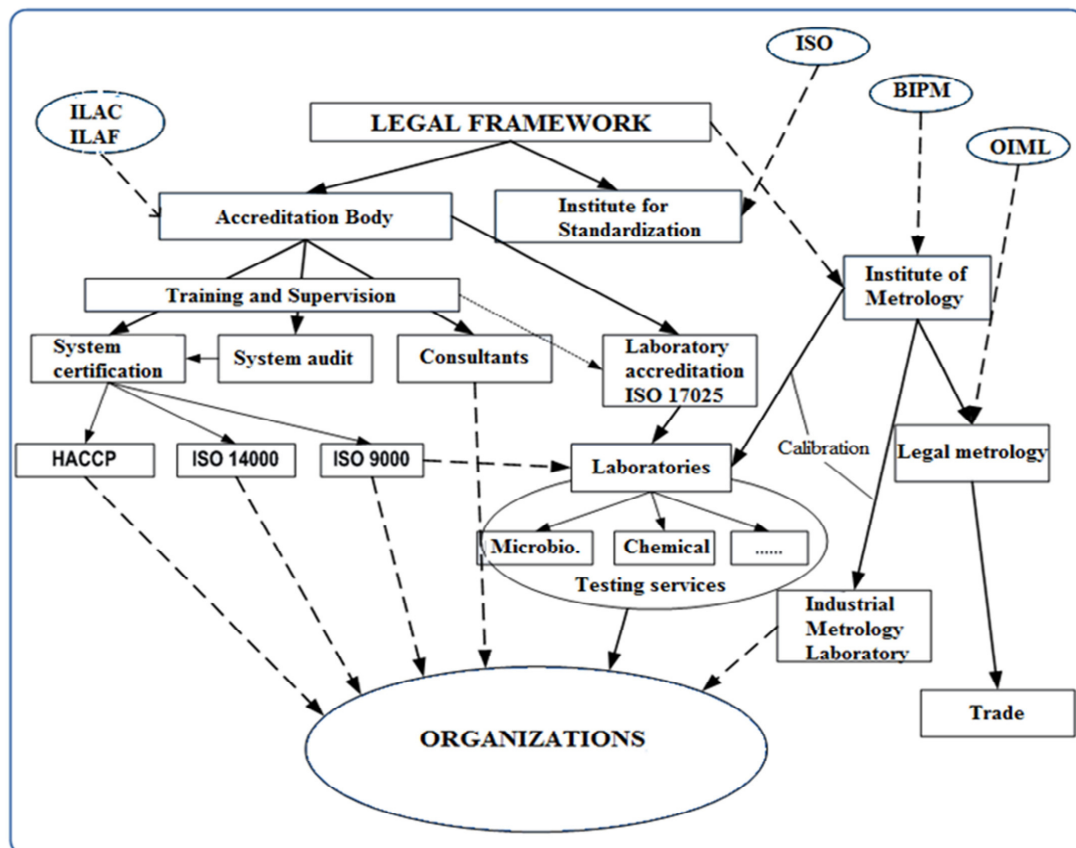 ISO
BIPM
ILAC
ILAF
LEGAL FRAMEWORK
OIML
Accreditation Body
Institute for
Standardization
Institute of
Metrology
Training and Supervision
System
certification
System audit
Consultants
Laboratory
accreditation
ISO 17025
HACCP
ISO 14000
ISO 9000
Laboratories
Calibration
Legal metrology
Microbio.
Chemical
......
Testing services
Industrial
Metrology
Laboratory
Trade
ORGANIZATIONS